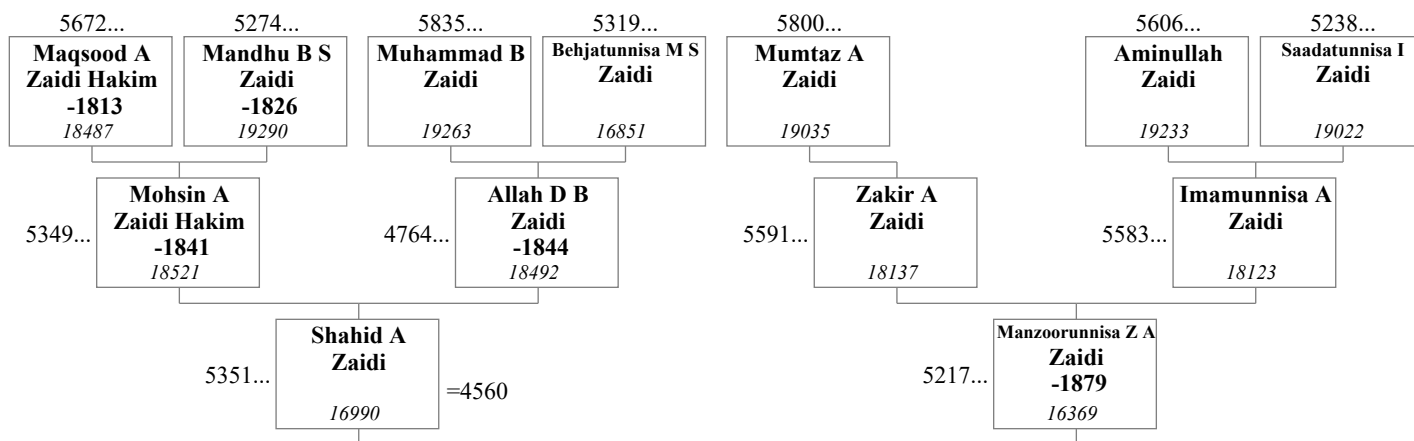 5672...
5274...
5835...
5319...
5800...
5606...
5238...
Maqsood A
Zaidi Hakim
-1813
18487
Mandhu B S
Zaidi
-1826
19290
Muhammad B
Zaidi
19263
Behjatunnisa M S
Zaidi
16851
Mumtaz A
Zaidi
19035
Aminullah
Zaidi
19233
Saadatunnisa I
Zaidi
19022
5349...
Mohsin A
Zaidi Hakim
-1841
18521
4764...
Allah D B
Zaidi
-1844
18492
5591...
Zakir A
Zaidi
18137
5583...
Imamunnisa A
Zaidi
18123
5351...
Shahid A
Zaidi
16990
=4560
5217...
Manzoorunnisa Z A
Zaidi
-1879
16369